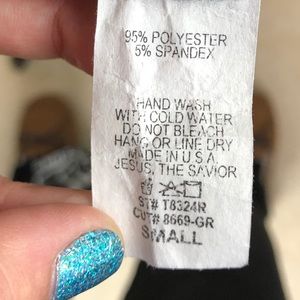 95% POLYESTER
5% SPANDEX
HAND WASH
WITH COLD WATER
DO NOT BLEACH
HANG OR LINE DRY
MADE IN U.S.A.
JESUS, THE SAVIOR
ST# T8324R
CUT# 8669-GR
SMALL